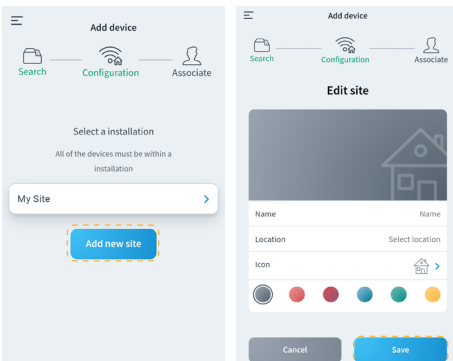 Add device
Search
Configuration
Associate
Select a installation
All of the devices must be within a
installation
My Site
Add new site
Add device
Search
Configuration
Associate
Edit site
Name Name
Location Select location
Icon
Cancel
Save